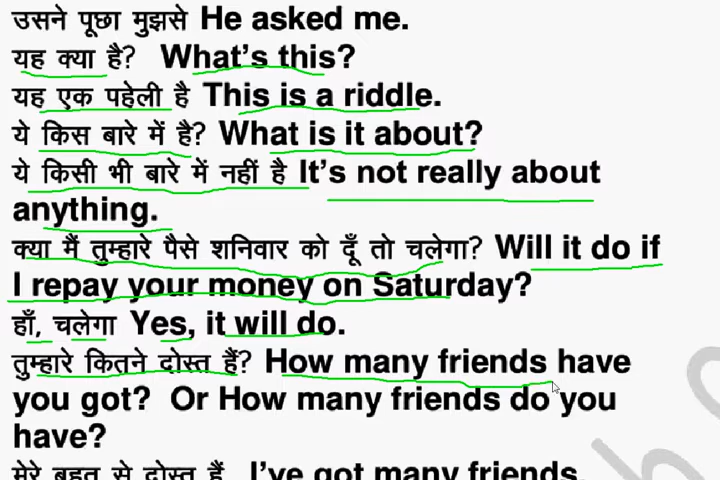 उसने पूछा मुझसे He asked me.
यह क्या है? What's this?
यह एक पहेली है This is a riddle.
ये किस बारे में है? What is it about?
ये किसी भी बारे में नहीं है It's not really about
anything.
क्या मैं तुम्हारे पैसे शनिवार को दूँ तो चलेगा? Will it do if
I repay your money on Saturday?
हाँ, चलेगा Yes, it will do.
तुम्हारे कितने दोस्त हैं? How many friends have
you got? Or How many friends do you
have?
मेरे बहुत से दोस्त हैं I've got many friends.